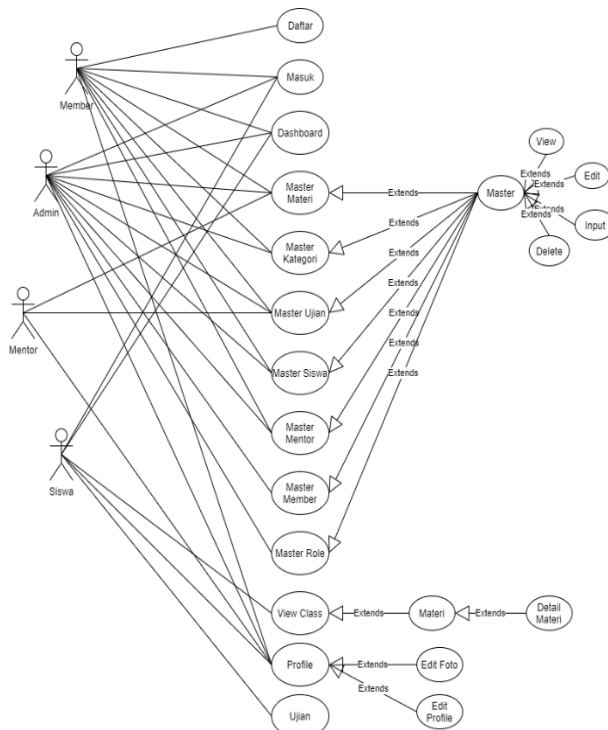 Daftar
Member
Masuk
Dashboard
View
Extends
Edit
Extends
Extends
Admin
Master
Materi
Extends
Master
Extends
Input
Delete
Extends
Master
Kategori
Extends
Mentor
Master Ujian
Extends
Extends
Master Siswa
Extends
Master
Mentor
Siswa
Master
Member
Master Role
View Class
Extends
Materi
Extends
Detail
Materi
Profile
Extends
Edit Foto
Extends
Edit
Profile
Ujian